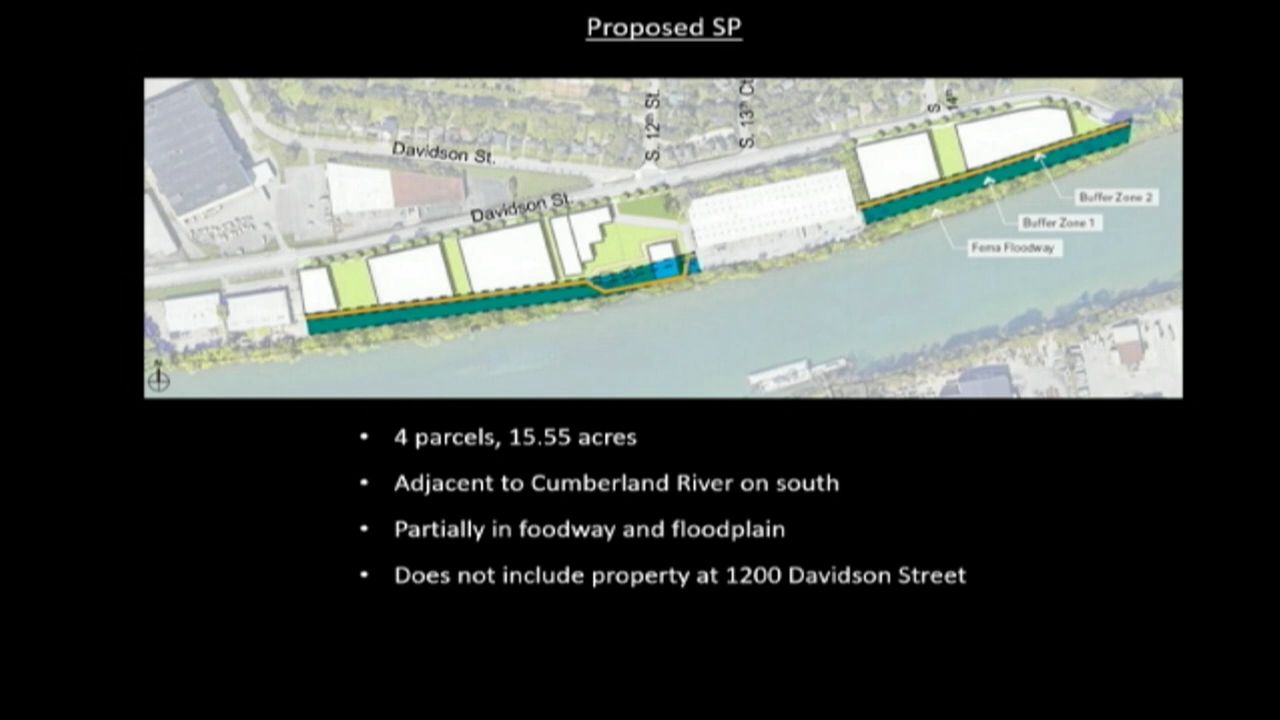 Proposed SP
S. 12th St.
S. 13th Ct
S. 14th
Davidson St.
Davidson St.
Buffer Zone 2
Buffer Zone 1
Fema Floodway
N
• 4 parcels, 15.55 acres
• Adjacent to Cumberland River on south
• Partially in foodway and floodplain
• Does not include property at 1200 Davidson Street